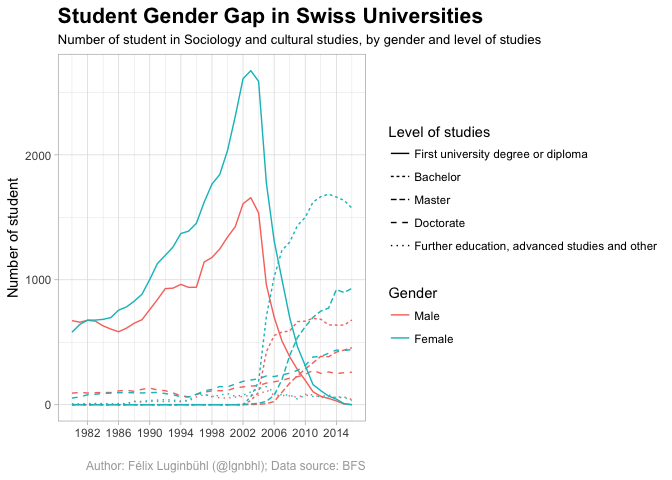 Student Gender Gap in Swiss Universities
Number of student in Sociology and cultural studies, by gender and level of studies
Number of student
2000
1000
0
1982 1986 1990 1994 1998 2002 2006 2010 2014
Level of studies
First university degree or diploma
Bachelor
Master
Doctorate
Further education, advanced studies and other
Gender
Male
Female
Author: Félix Luginbühl (@lgnbhl); Data source: BFS